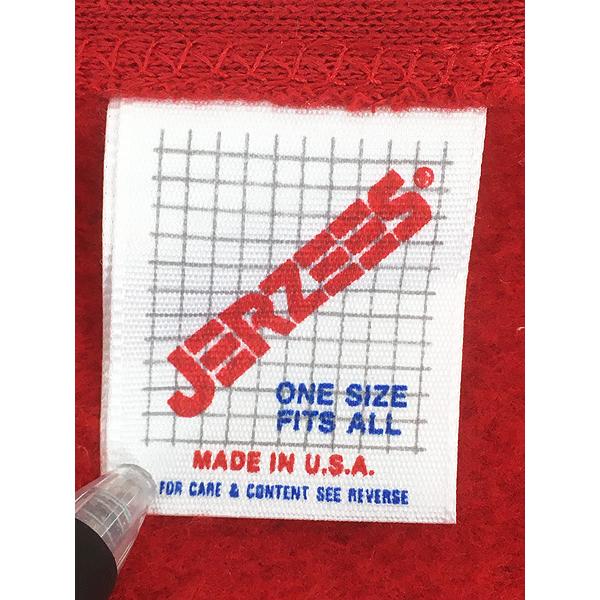 JERZEES®
ONE SIZE
FITS ALL
MADE IN U.S.A.
FOR CARE & CONTENT SEE REVERSE